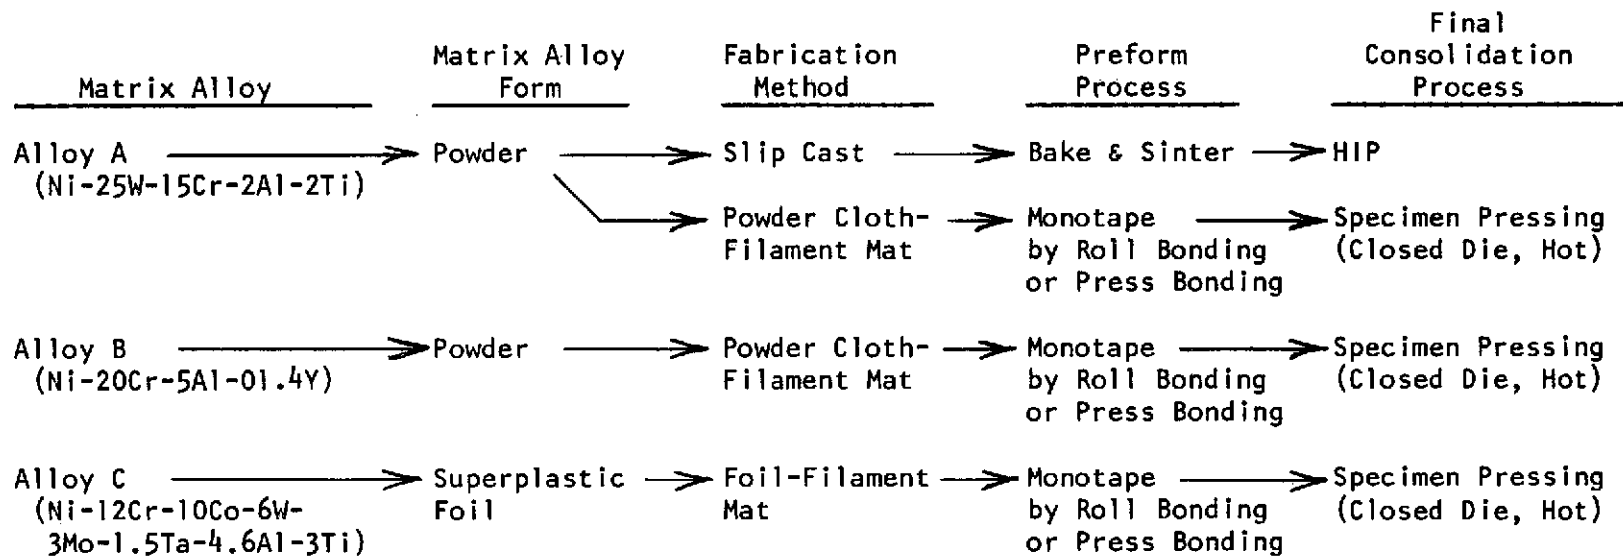 Matrix Alloy
Matrix Alloy
Form
Fabrication
Method
Preform
Process
Final
Consolidation
Process
Alloy A
(Ni-25W-15Cr-2Al-2Ti)
Powder
Slip Cast
Bake & Sinter
HIP
Powder Cloth-
Filament Mat
Monotape
by Roll Bonding
or Press Bonding
Specimen Pressing
(Closed Die, Hot)
Alloy B
(Ni-20Cr-5Al-01.4Y)
Powder
Powder Cloth-
Filament Mat
Monotape
by Roll Bonding
or Press Bonding
Specimen Pressing
(Closed Die, Hot)
Alloy C
(Ni-12Cr-10Co-6W-
3Mo-1.5Ta-4.6Al-3Ti)
Superplastic
Foil
Foil-Filament
Mat
Monotape
by Roll Bonding
or Press Bonding
Specimen Pressing
(Closed Die, Hot)